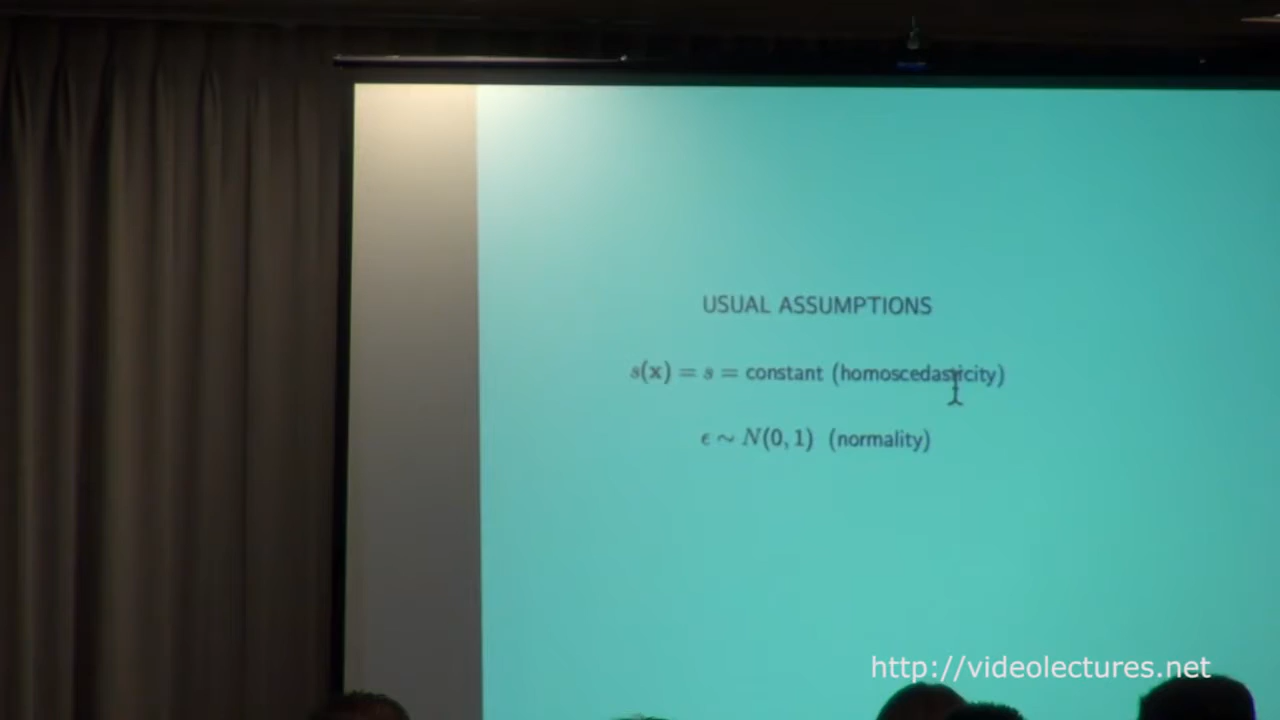 USUAL ASSUMPTIONS
s(x) = s = constant (homoscedasticity)
ϵ ∼ N(0, 1) (normality)
http://videolectures.net